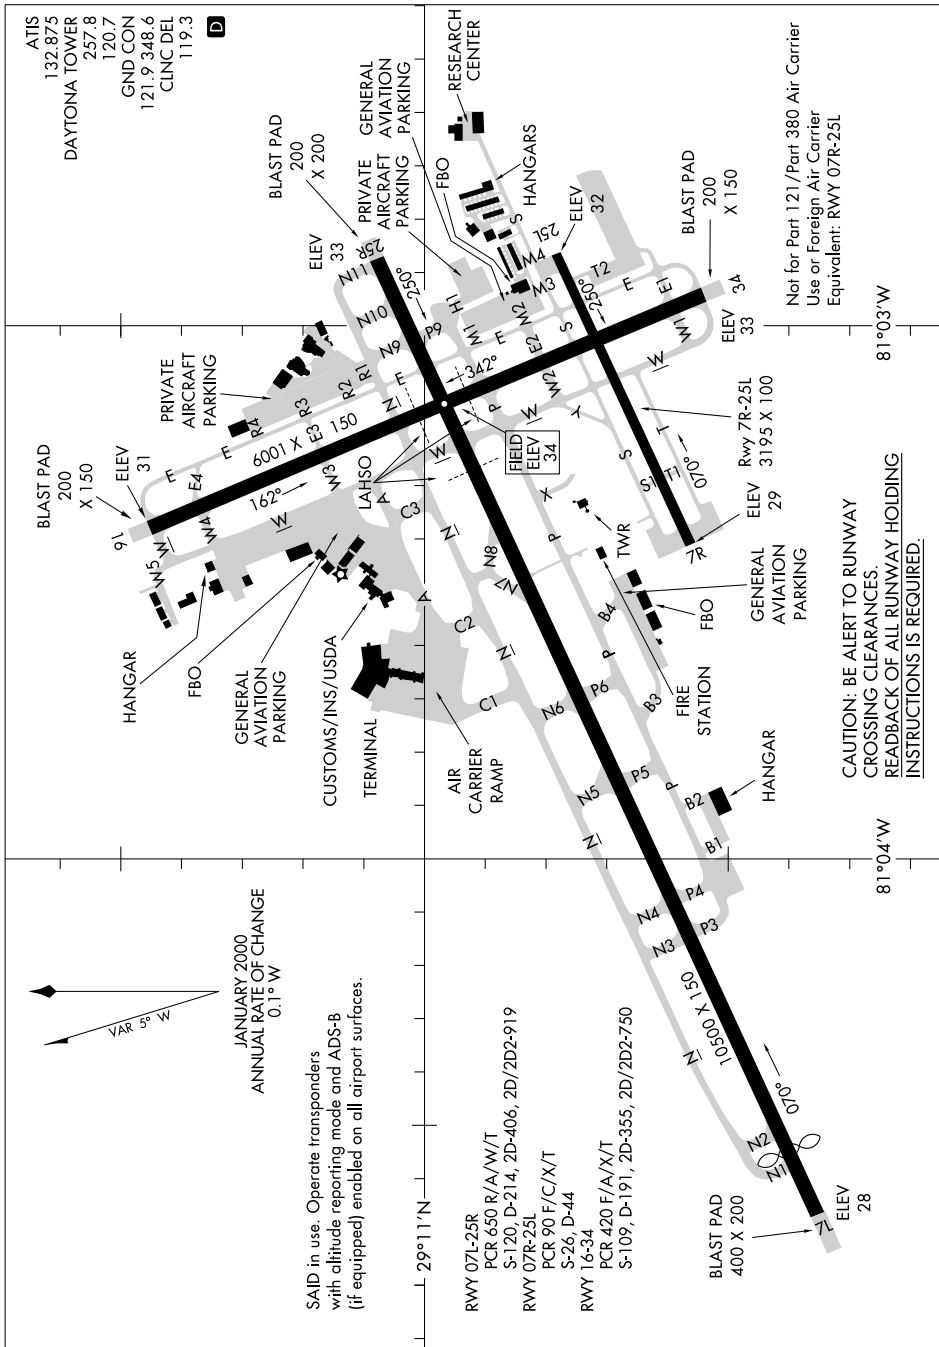 ATIS
132.875
DAYTONA TOWER
257.8
120.7
GND CON
121.9 348.6
CLNC DEL
119.3
D
RESEARCH
CENTER
GENERAL
AVIATION
PARKING
BLAST PAD
200
X 200
PRIVATE
AIRCRAFT
PARKING
FBO
HANGARS
ELEV
33
25R
250°
N11
N10
N9
P9
H1
M1
M2
M3
M4
S
25L
ELEV
32
BLAST PAD
200
X 150
Not for Part 121/Part 380 Air Carrier
Use or Foreign Air Carrier
Equivalent: RWY 07R-25L
T2
E
E1
34
ELEV
33
81°03'W
PRIVATE
AIRCRAFT
PARKING
BLAST PAD
200
X 150
ELEV
31
16
E
E4
E
R4
R3
E3
R2
R1
E
N
6001 X 150
162°
342°
E
E2
S
250°
W1
W
W2
W
P
Y
W
FIELD
ELEV
34
LAHSO
W5
W
W4
W
W3
A
C3
N
X
P
S
T
S1
T1
070°
7R
ELEV
29
Rwy 7R-25L
3195 X 100
TWR
HANGAR
FBO
GENERAL
AVIATION
PARKING
CUSTOMS/INS/USDA
TERMINAL
AIR
CARRIER
RAMP
A
C2
C1
N
N8
N7
N6
P6
P
B4
B3
GENERAL
AVIATION
PARKING
FBO
FIRE
STATION
N5
P5
P
B2
B1
HANGAR
N
CAUTION: BE ALERT TO RUNWAY
CROSSING CLEARANCES.
READBACK OF ALL RUNWAY HOLDING
INSTRUCTIONS IS REQUIRED.
81°04'W
N4
P4
N3
P3
VAR 5° W
JANUARY 2000
ANNUAL RATE OF CHANGE
0.1° W
SAID in use. Operate transponders
with altitude reporting mode and ADS-B
(if equipped) enabled on all airport surfaces.
29°11'N
N
10500 X 150
070°
N2
N1
7L
ELEV
28
BLAST PAD
400 X 200
RWY 07L-25R
PCR 650 R/A/W/T
S-120, D-214, 2D-406, 2D/2D2-919
RWY 07R-25L
PCR 90 F/C/X/T
S-26, D-44
RWY 16-34
PCR 420 F/A/X/T
S-109, D-191, 2D-355, 2D/2D2-750